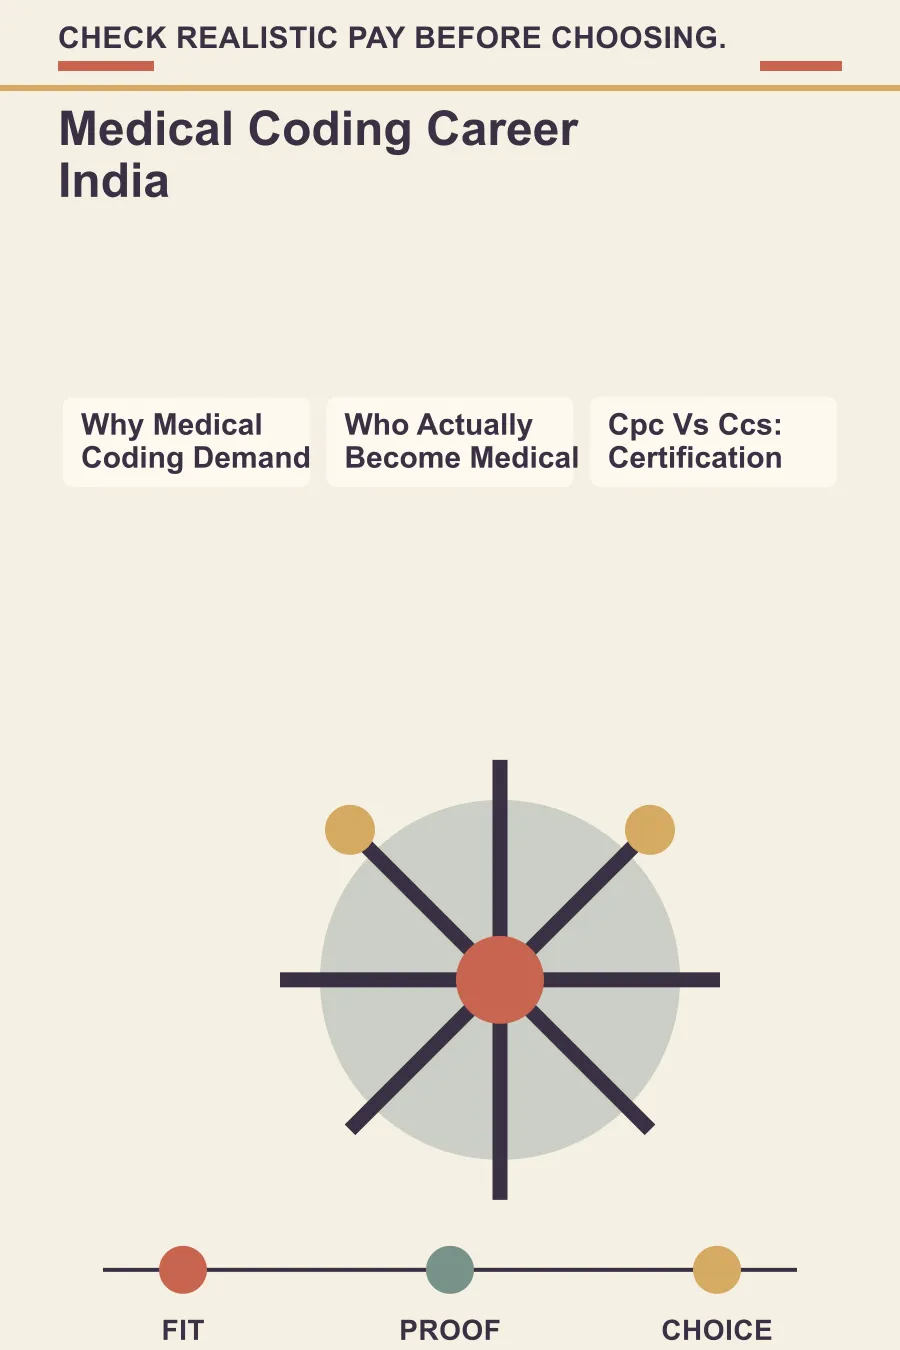 CHECK REALISTIC PAY BEFORE CHOOSING.
Medical Coding Career
India
Why Medical
Coding Demand
Who Actually
Become Medical
Cpc Vs Ccs:
Certification
FIT
PROOF
CHOICE